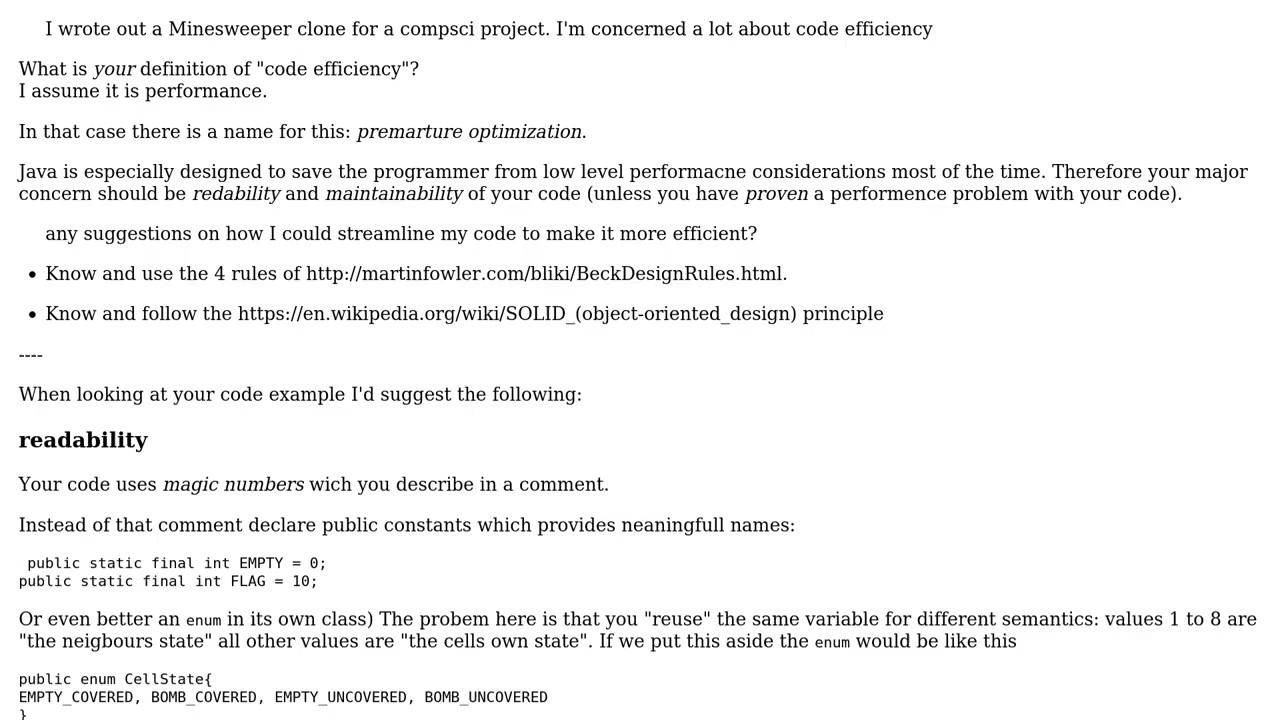 I wrote out a Minesweeper clone for a compsci project. I'm concerned a lot about code efficiency
What is your definition of "code efficiency"?
I assume it is performance.
In that case there is a name for this: premarture optimization.
Java is especially designed to save the programmer from low level performacne considerations most of the time. Therefore your major
concern should be redability and maintainability of your code (unless you have proven a performence problem with your code).
any suggestions on how I could streamline my code to make it more efficient?
• Know and use the 4 rules of http://martinfowler.com/bliki/BeckDesignRules.html.
• Know and follow the https://en.wikipedia.org/wiki/SOLID_(object-oriented_design) principle
----
When looking at your code example I'd suggest the following:
readability
Your code uses magic numbers wich you describe in a comment.
Instead of that comment declare public constants which provides neaningfull names:
public static final int EMPTY = 0;
public static final int FLAG = 10;
Or even better an enum in its own class) The probem here is that you "reuse" the same variable for different semantics: values 1 to 8 are
"the neigbours state" all other values are "the cells own state". If we put this aside the enum would be like this
public enum CellState{
EMPTY_COVERED, BOMB_COVERED, EMPTY_UNCOVERED, BOMB_UNCOVERED
}